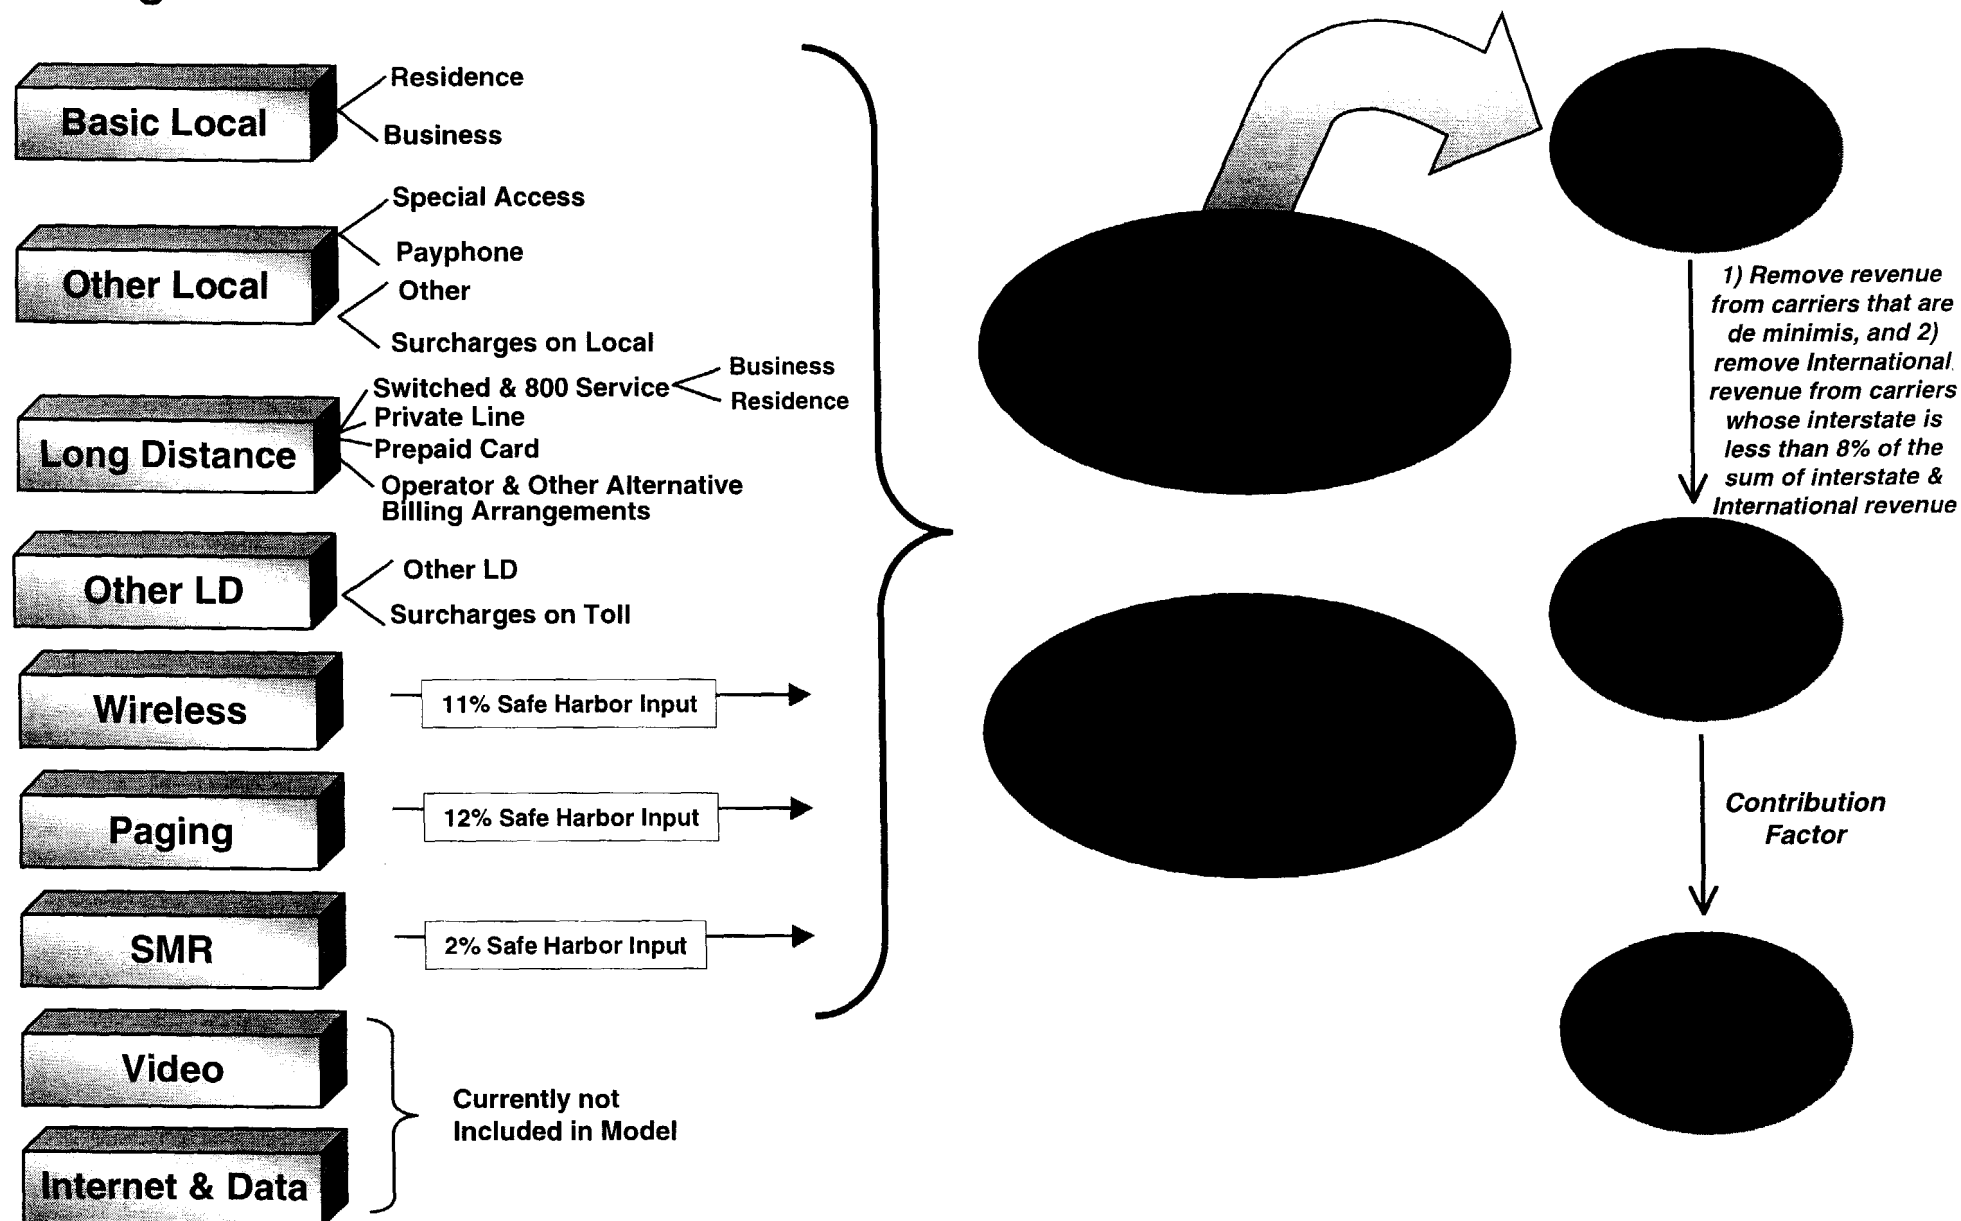 Basic Local
Residence
Business
Other Local
Special Access
Payphone
Other
Surcharges on Local
Long Distance
Switched & 800 Service
Business
Residence
Private Line
Prepaid Card
Operator & Other Alternative
Billing Arrangements
Other LD
Other LD
Surcharges on Toll
Wireless
11% Safe Harbor Input
Paging
12% Safe Harbor Input
SMR
2% Safe Harbor Input
Video
Internet & Data
Currently not
Included in Model
1) Remove revenue
from carriers that are
de minimis, and 2)
remove International
revenue from carriers
whose interstate is
less than 8% of the
sum of interstate &
International revenue
Contribution
Factor